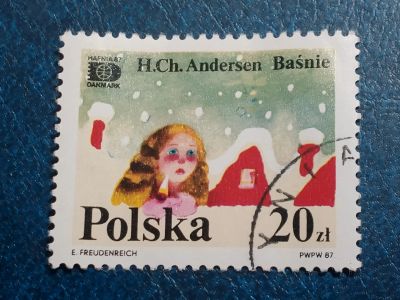 HAFNIA 87
DANMARK
H.Ch. Andersen Baśnie
Polska 20 zł
E. FREUDENREICH
PWPW 87